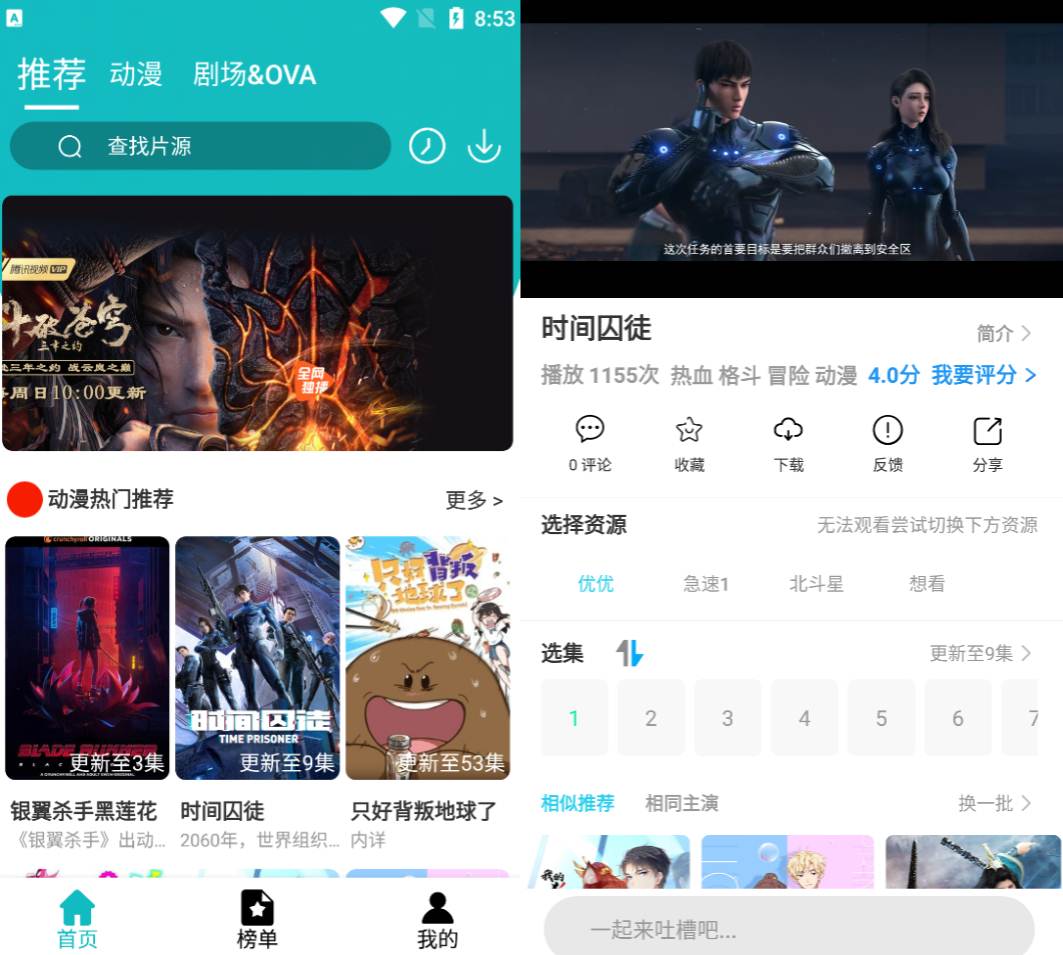 A
8:53
推荐 动漫 剧场&OVA
查找片源
腾讯视频 VIP
斗破苍穹
三年之约
三年之约 战云岚之巅
周日10:00更新
全网
独播
动漫热门推荐 更多 >
crunchyroll ORIGINALS
BLADE RUNNER
更新至3集
时间囚徒
TIME PRISONER
更新至9集
只好背叛
地球了
更新至53集
银翼杀手黑莲花
《银翼杀手》出动...
时间囚徒
2060年，世界组织...
只好背叛地球了
内详
首页 榜单 我的
这次任务的首要目标是要把群众们撤离到安全区
时间囚徒 简介 >
播放 1155次 热血 格斗 冒险 动漫 4.0分 我要评分 >
0 评论 收藏 下载 反馈 分享
选择资源 无法观看尝试切换下方资源
优优 急速1 北斗星 想看
选集 更新至9集 >
1 2 3 4 5 6 7
相似推荐 相同主演 换一批 >
我的
一起来吐槽吧...